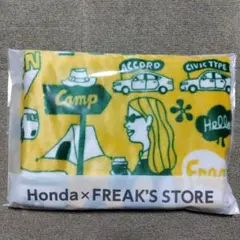 ACCORD
CIVIC TYPE
Camp
Hello
Honda×FREAK'S STORE